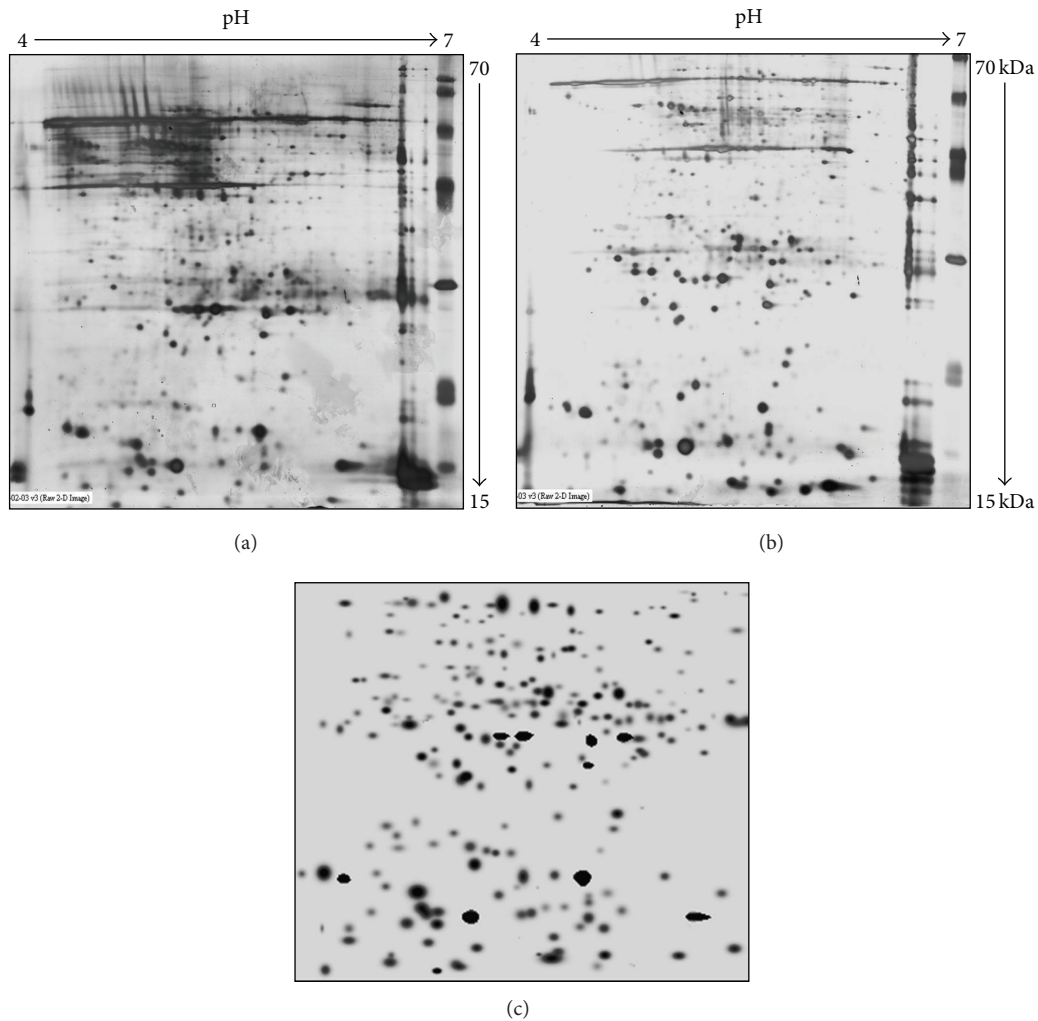 pH
4 7
pH
4 7
70
15
70 kDa
15 kDa
-02-03 v3 (Raw 2-D Image)
-03 v3 (Raw 2-D Image)
(a)
(b)
(c)